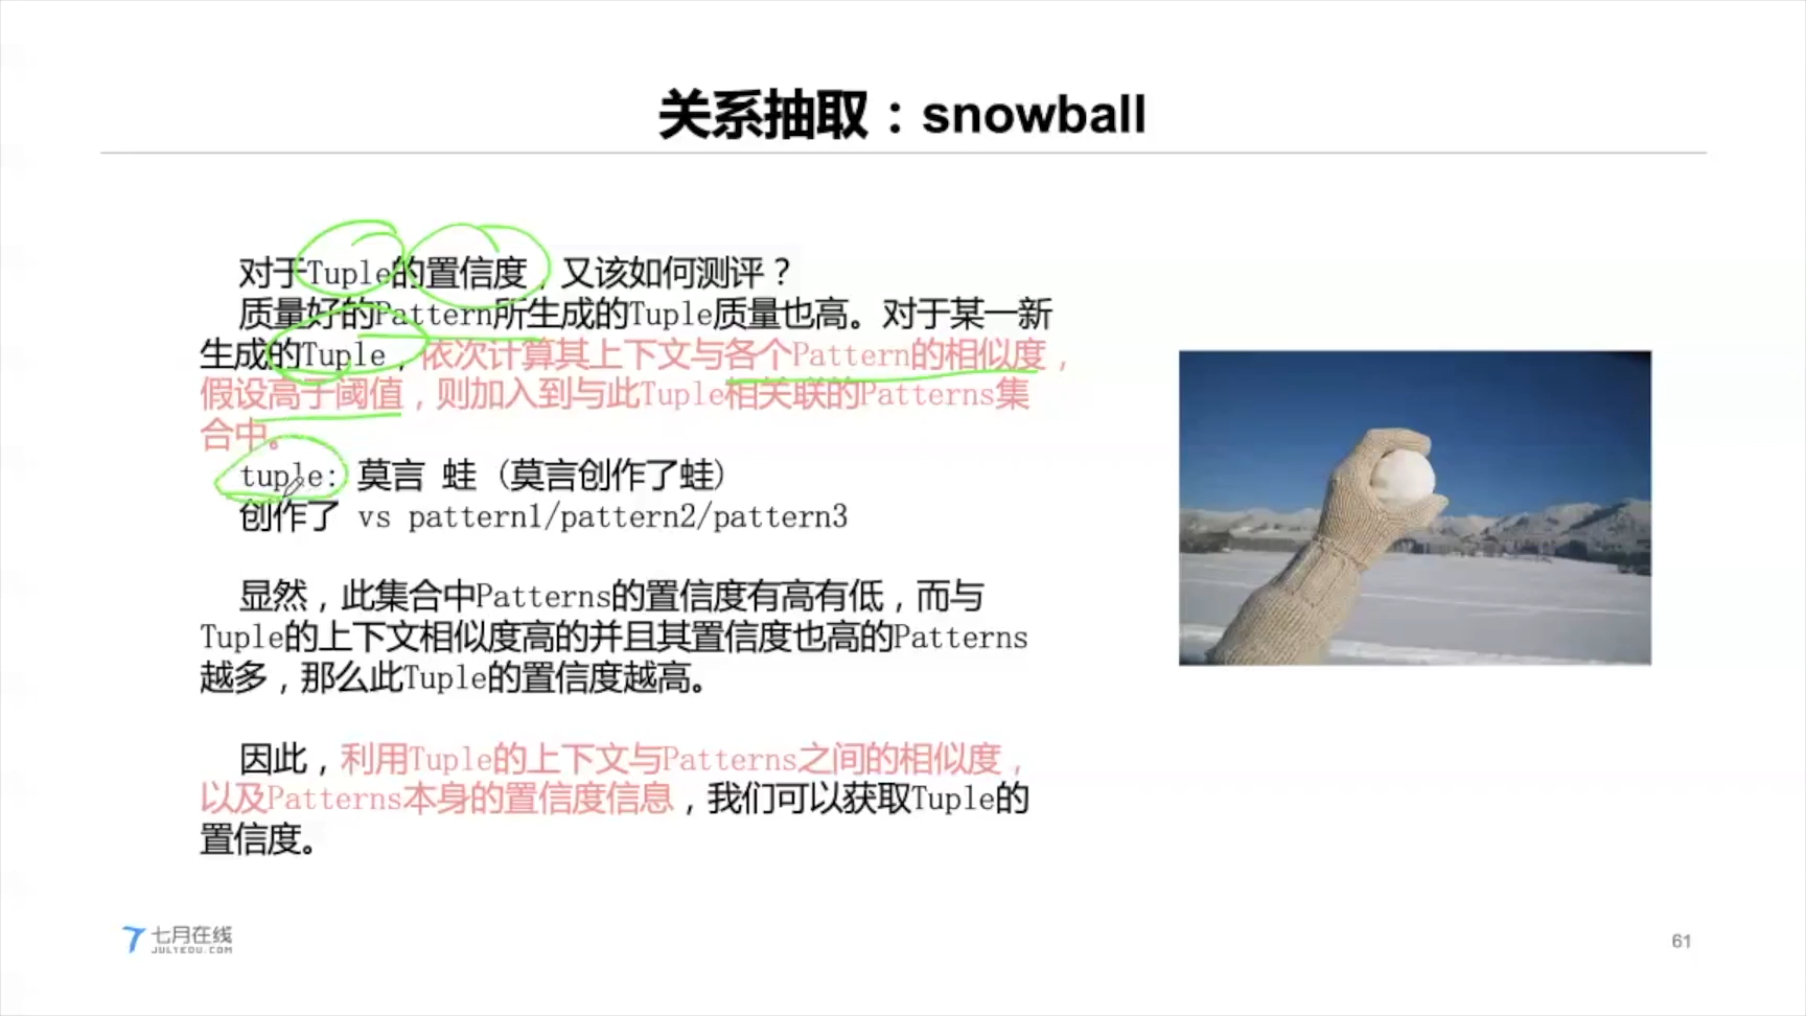 关系抽取：snowball
对于Tuple的置信度，又该如何测评？
质量好的Pattern所生成的Tuple质量也高。对于某一新
生成的Tuple，依次计算其上下文与各个Pattern的相似度，
假设高于阈值，则加入到与此Tuple相关联的Patterns集
合中。
tuple: 莫言 蛙（莫言创作了蛙）
创作了 vs pattern1/pattern2/pattern3
显然，此集合中Patterns的置信度有高有低，而与
Tuple的上下文相似度高的并且其置信度也高的Patterns
越多，那么此Tuple的置信度越高。
因此，利用Tuple的上下文与Patterns之间的相似度，
以及Patterns本身的置信度信息，我们可以获取Tuple的
置信度。
七月在线
JULYEDU.COM
61